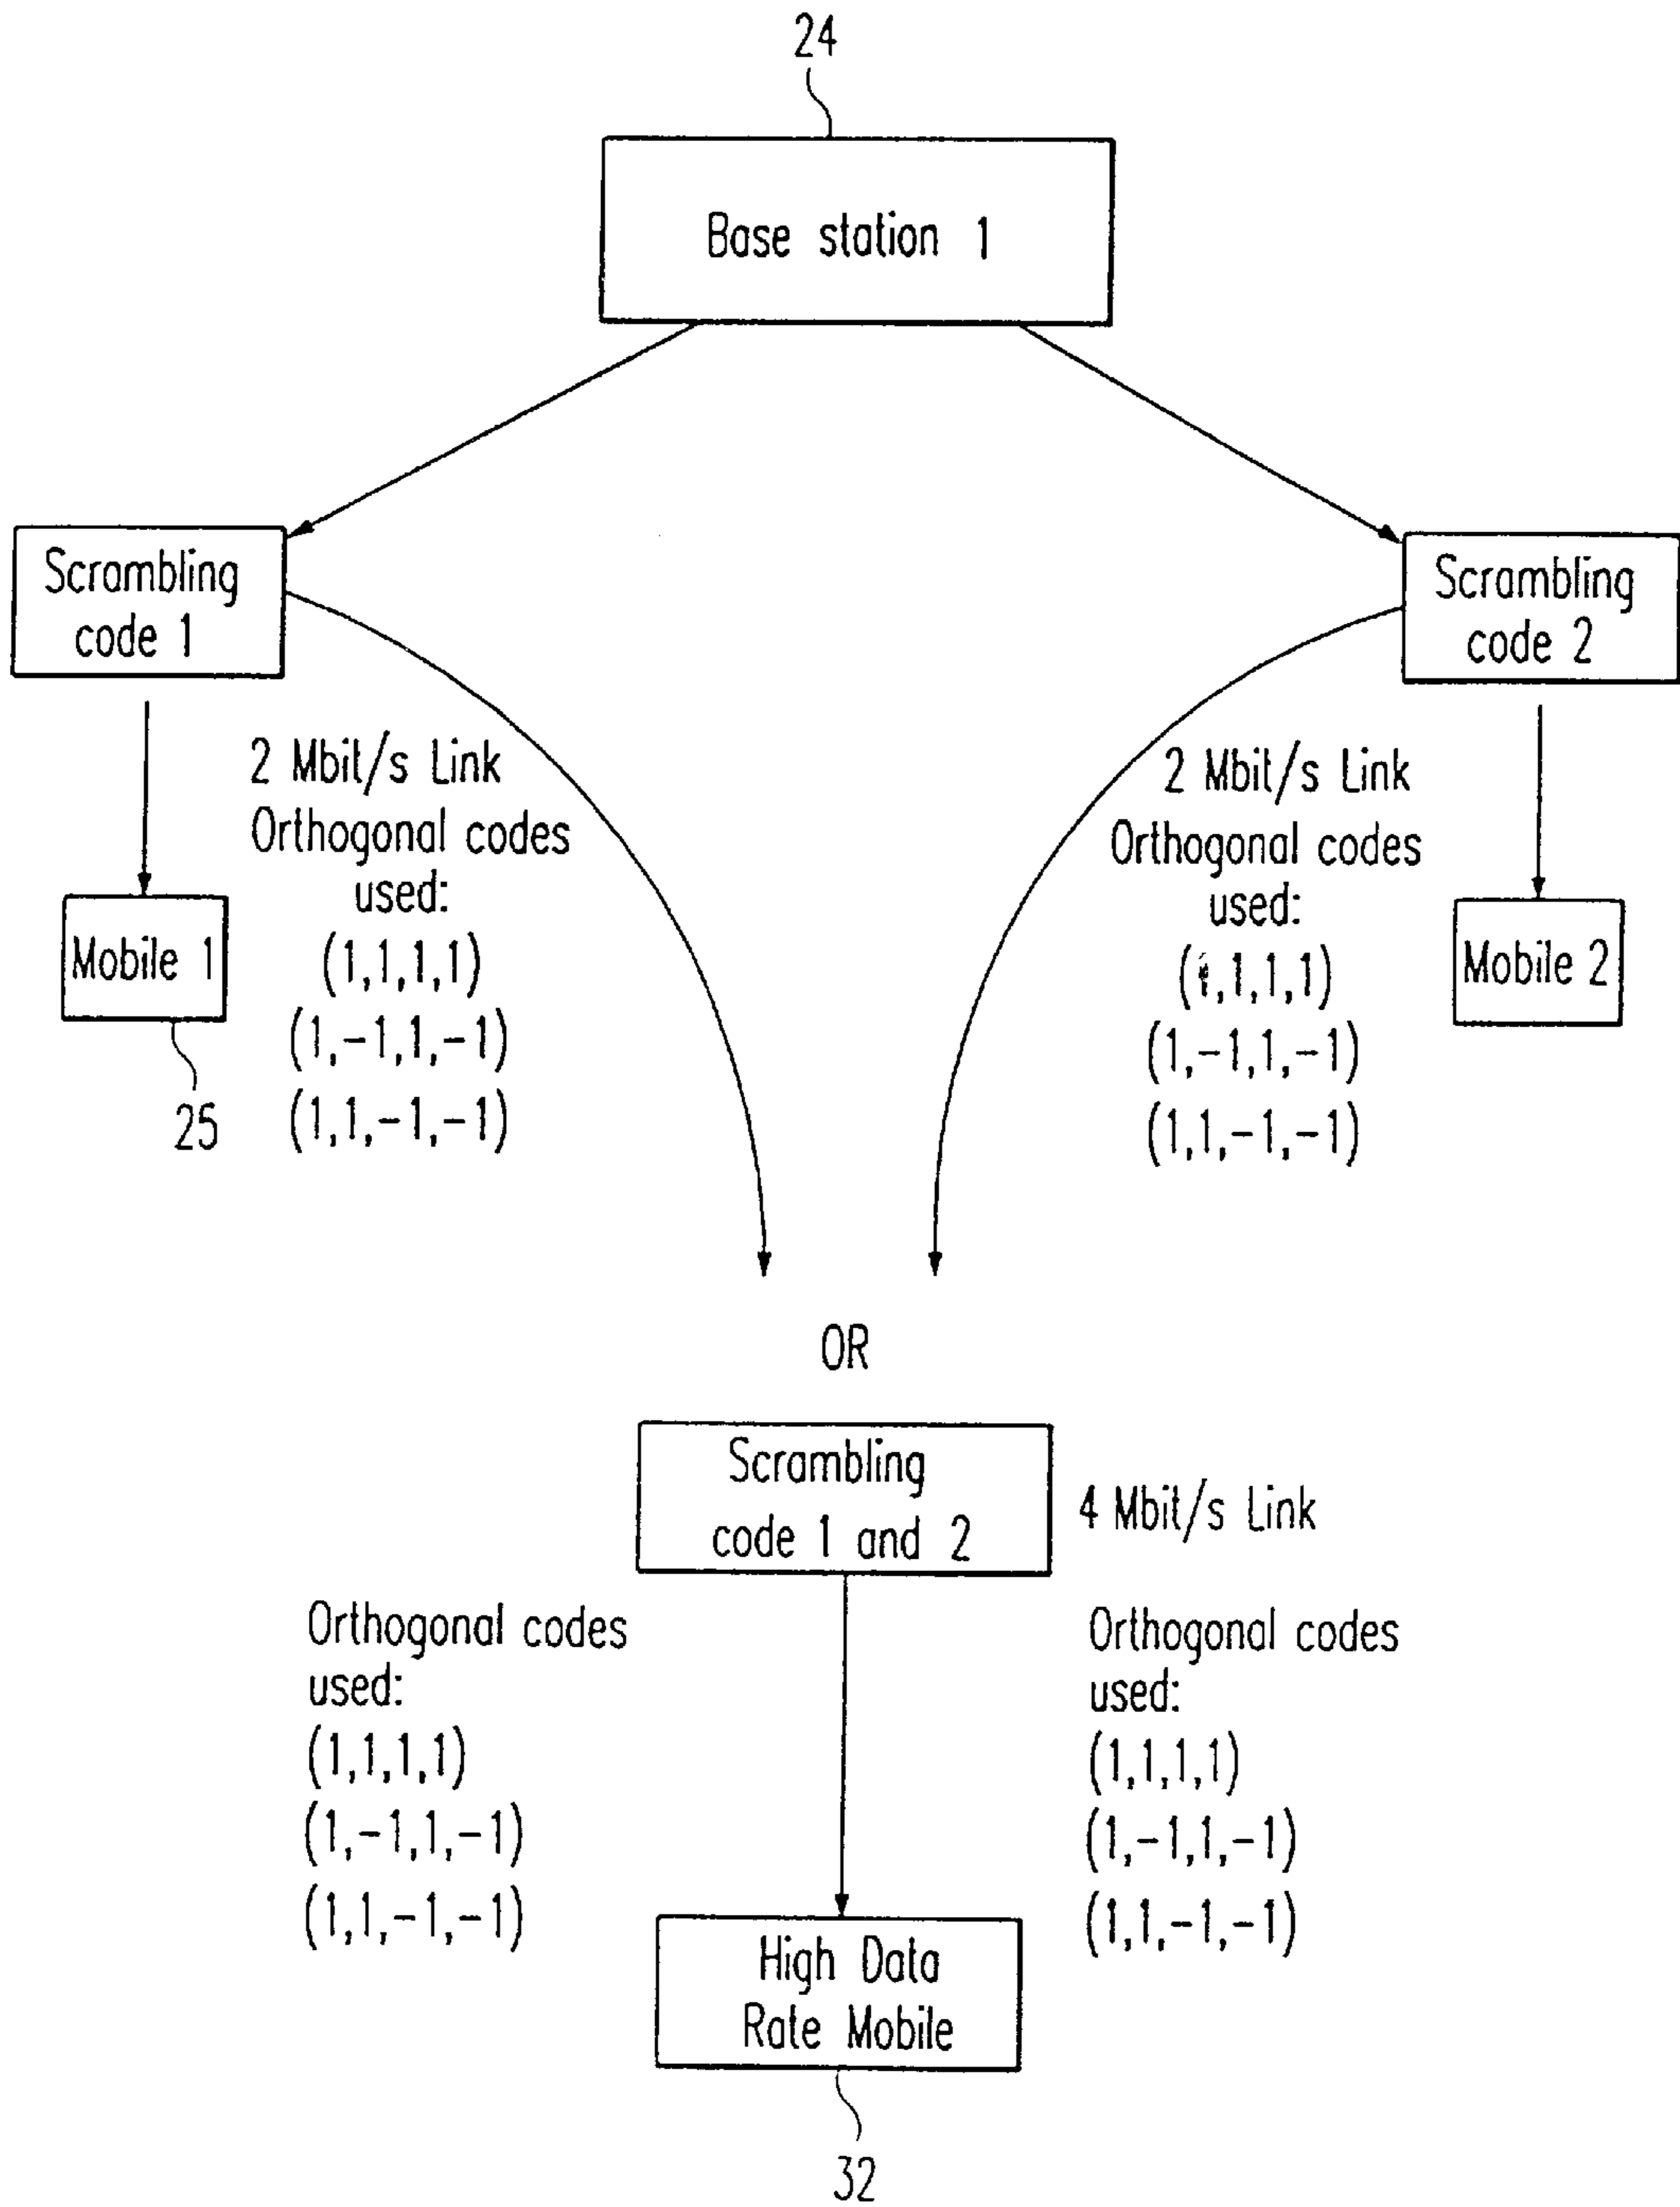 24
Base station 1
Scrambling
code 1
Scrambling
code 2
2 Mbit/s Link
Orthogonal codes
used:
(1,1,1,1)
(1,-1,1,-1)
(1,1,-1,-1)
2 Mbit/s Link
Orthogonal codes
used:
(1,1,1,1)
(1,-1,1,-1)
(1,1,-1,-1)
Mobile 1
25
Mobile 2
OR
Scrambling
code 1 and 2
4 Mbit/s Link
Orthogonal codes
used:
(1,1,1,1)
(1,-1,1,-1)
(1,1,-1,-1)
Orthogonal codes
used:
(1,1,1,1)
(1,-1,1,-1)
(1,1,-1,-1)
High Data
Rate Mobile
32